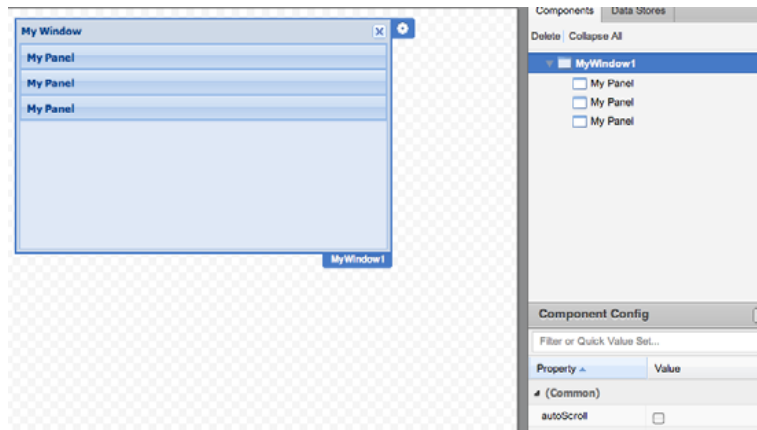 My Window
My Panel
My Panel
My Panel
MyWindow1
Components Data Stores
Delete Collapse All
MyWindow1
My Panel
My Panel
My Panel
Component Config
Filter or Quick Value Set...
Property Value
(Common)
autoScroll